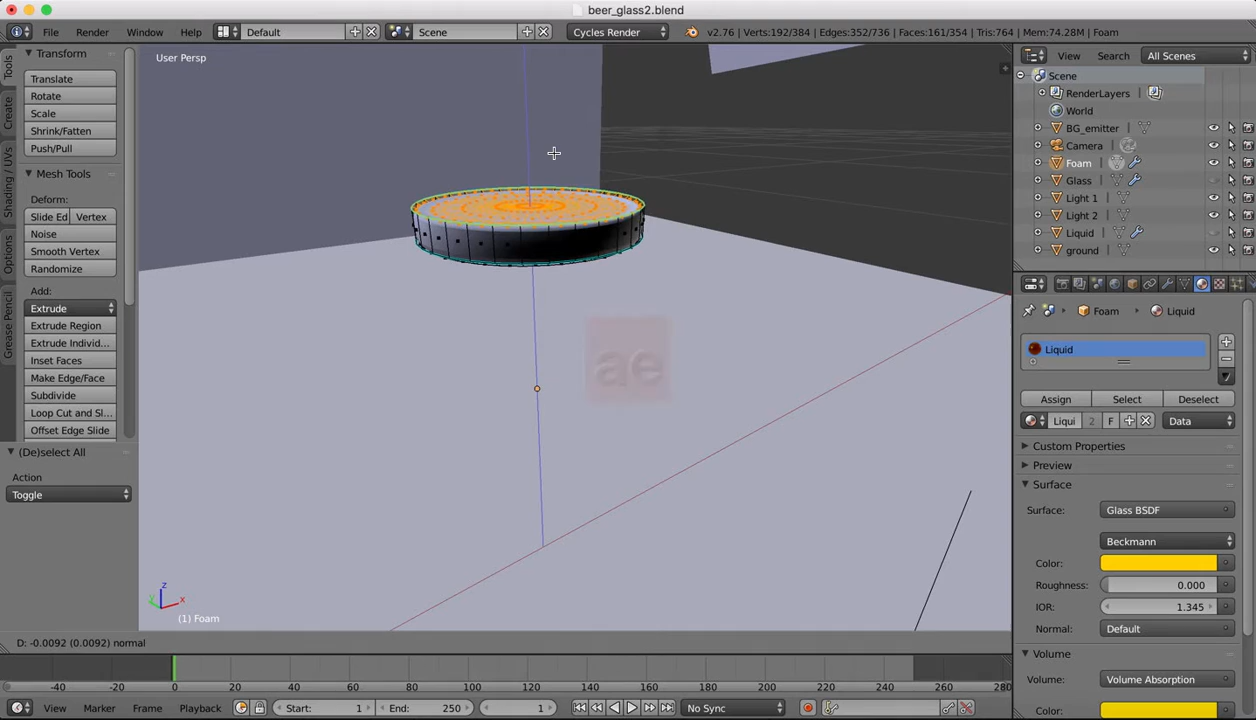 beer_glass2.blend
File Render Window Help Default Scene Cycles Render v2.76 | Verts:192/384 | Edges:352/736 | Faces:161/354 | Tris:764 | Mem:74.28M | Foam
Tools
Create
Shading / UVs
Options
Grease Pencil
Transform
Translate
Rotate
Scale
Shrink/Fatten
Push/Pull
Mesh Tools
Deform:
Slide Ed Vertex
Noise
Smooth Vertex
Randomize
Add:
Extrude
Extrude Region
Extrude Individ...
Inset Faces
Make Edge/Face
Subdivide
Loop Cut and Sl...
Offset Edge Slide
(De)select All
Action
Toggle
User Persp
ae
z
y x
(1) Foam
D: -0.0092 (0.0092) normal
View Search All Scenes
Scene
RenderLayers
World
BG_emitter
Camera
Foam
Glass
Light 1
Light 2
Liquid
ground
Foam Liquid
Liquid
Assign Select Deselect
Liqui 2 F Data
Custom Properties
Preview
Surface
Surface: Glass BSDF
Beckmann
Color:
Roughness: 0.000
IOR: 1.345
Normal: Default
Volume
Volume: Volume Absorption
Color:
-40 -20 0 20 40 60 80 100 120 140 160 180 200 220 240 260 280
View Marker Frame Playback Start: 1 End: 250 1 No Sync